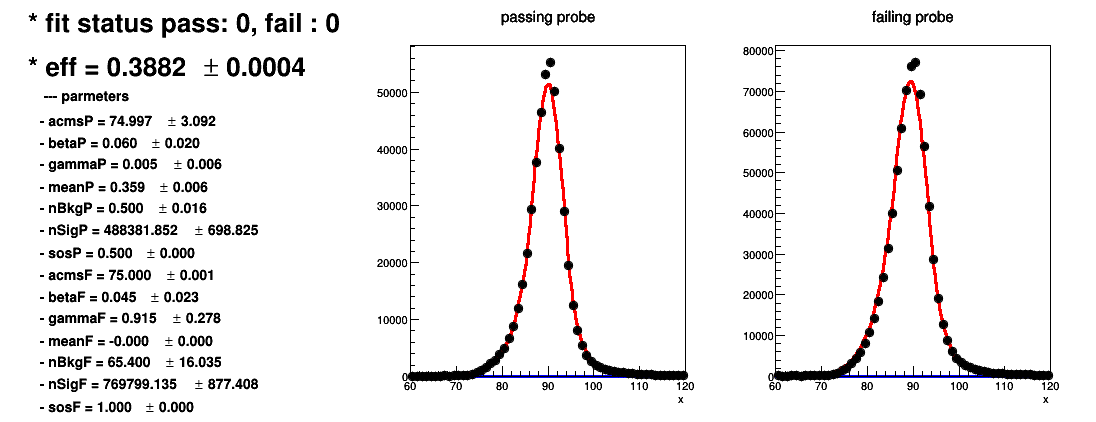 * fit status pass: 0, fail : 0
* eff = 0.3882 ± 0.0004
--- parmeters
- acmsP = 74.997 ± 3.092
- betaP = 0.060 ± 0.020
- gammaP = 0.005 ± 0.006
- meanP = 0.359 ± 0.006
- nBkgP = 0.500 ± 0.016
- nSigP = 488381.852 ± 698.825
- sosP = 0.500 ± 0.000
- acmsF = 75.000 ± 0.001
- betaF = 0.045 ± 0.023
- gammaF = 0.915 ± 0.278
- meanF = -0.000 ± 0.000
- nBkgF = 65.400 ± 16.035
- nSigF = 769799.135 ± 877.408
- sosF = 1.000 ± 0.000
passing probe
50000
40000
30000
20000
10000
0
60 70 80 90 100 110 120
x
failing probe
80000
70000
60000
50000
40000
30000
20000
10000
0
60 70 80 90 100 110 120
x